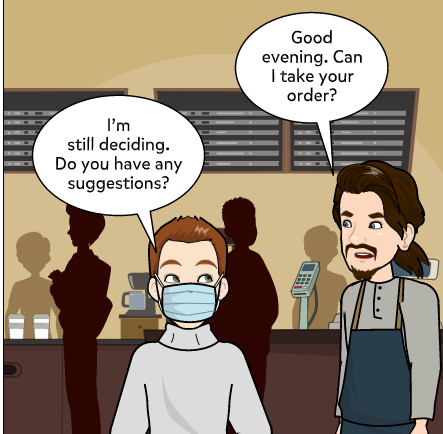 Good
evening. Can
I take your
order?
I'm
still deciding.
Do you have any
suggestions?